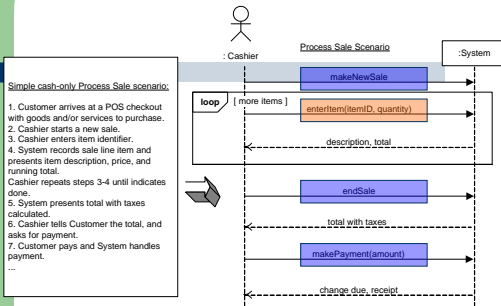 Process Sale Scenario
: Cashier
:System
makeNewSale
loop
[ more items ]
enterItem(itemID, quantity)
description, total
endSale
total with taxes
makePayment(amount)
change due, receipt
Simple cash-only Process Sale scenario:
1. Customer arrives at a POS checkout
with goods and/or services to purchase.
2. Cashier starts a new sale.
3. Cashier enters item identifier.
4. System records sale line item and
presents item description, price, and
running total.
Cashier repeats steps 3-4 until indicates
done.
5. System presents total with taxes
calculated.
6. Cashier tells Customer the total, and
asks for payment.
7. Customer pays and System handles
payment.
...